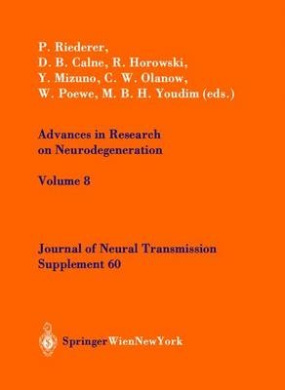 P. Riederer,
D. B. Calne, R. Horowski,
Y. Mizuno, C. W. Olanow,
W. Poewe, M. B. H. Youdim (eds.)
Advances in Research
on Neurodegeneration
Volume 8
Journal of Neural Transmission
Supplement 60
SpringerWienNewYork